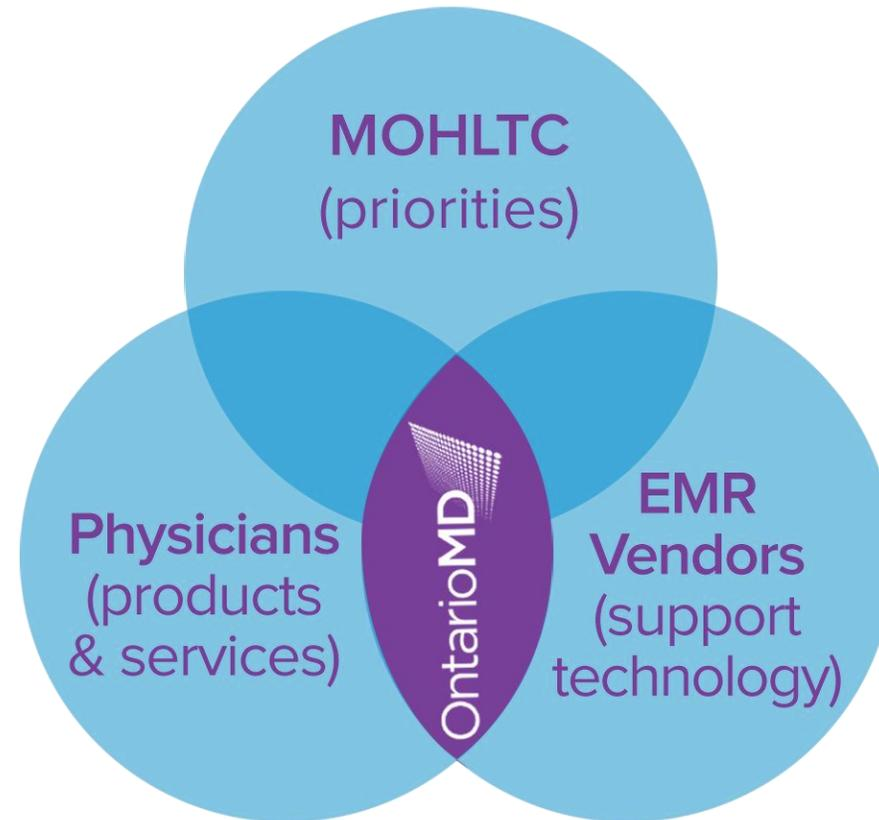 MOHLTC
(priorities)
Physicians
(products
& services)
OntarioMD
EMR
Vendors
(support
technology)